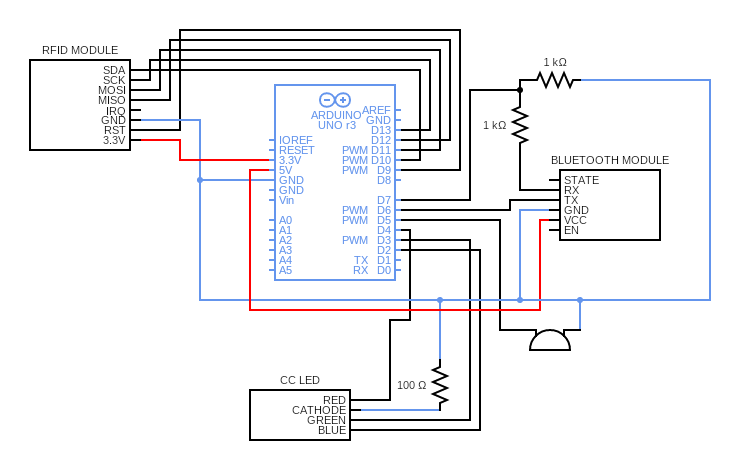 RFID MODULE
SDA
SCK
MOSI
MISO
IRQ
GND
RST
3.3V
ARDUINO
UNO r3
IOREF
RESET
3.3V
5V
GND
GND
Vin
A0
A1
A2
A3
A4
A5
AREF
GND
D13
D12
PWM D11
PWM D10
PWM D9
D8
D7
PWM D6
PWM D5
D4
PWM D3
D2
TX D1
RX D0
1 kΩ
1 kΩ
BLUETOOTH MODULE
STATE
RX
TX
GND
VCC
EN
100 Ω
CC LED
RED
CATHODE
GREEN
BLUE